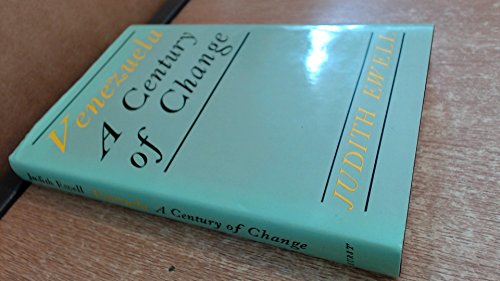 Venezuela
A Century
of Change
JUDITH EWELL
Judith Ewell Venezuela A Century of Change